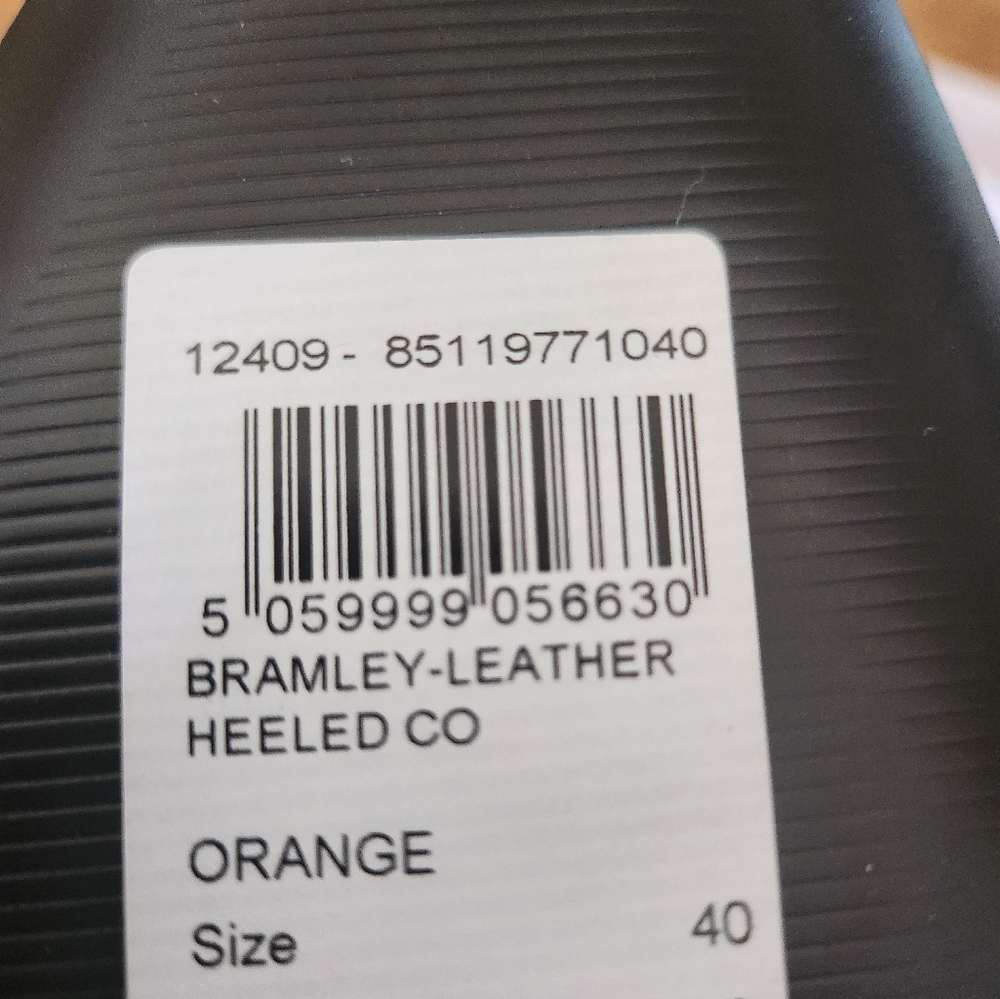 12409 - 85119771040
5 059999 056630
BRAMLEY-LEATHER
HEELED CO
ORANGE
Size 40